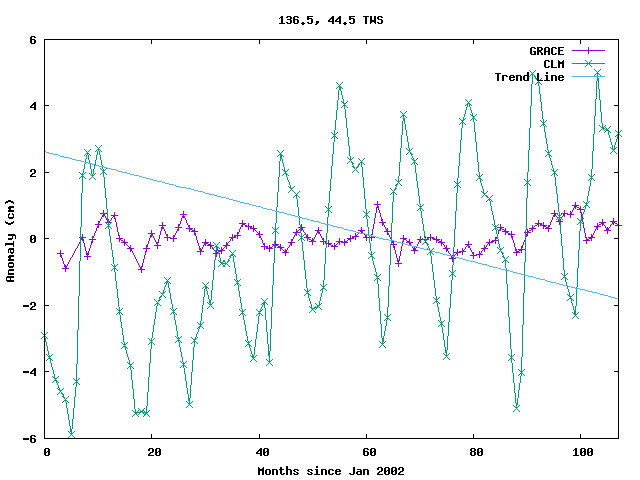 136.5, 44.5 TWS
GRACE
CLM
Trend Line
6
4
2
0
-2
-4
-6
Anomaly (cm)
0 20 40 60 80 100
Months since Jan 2002